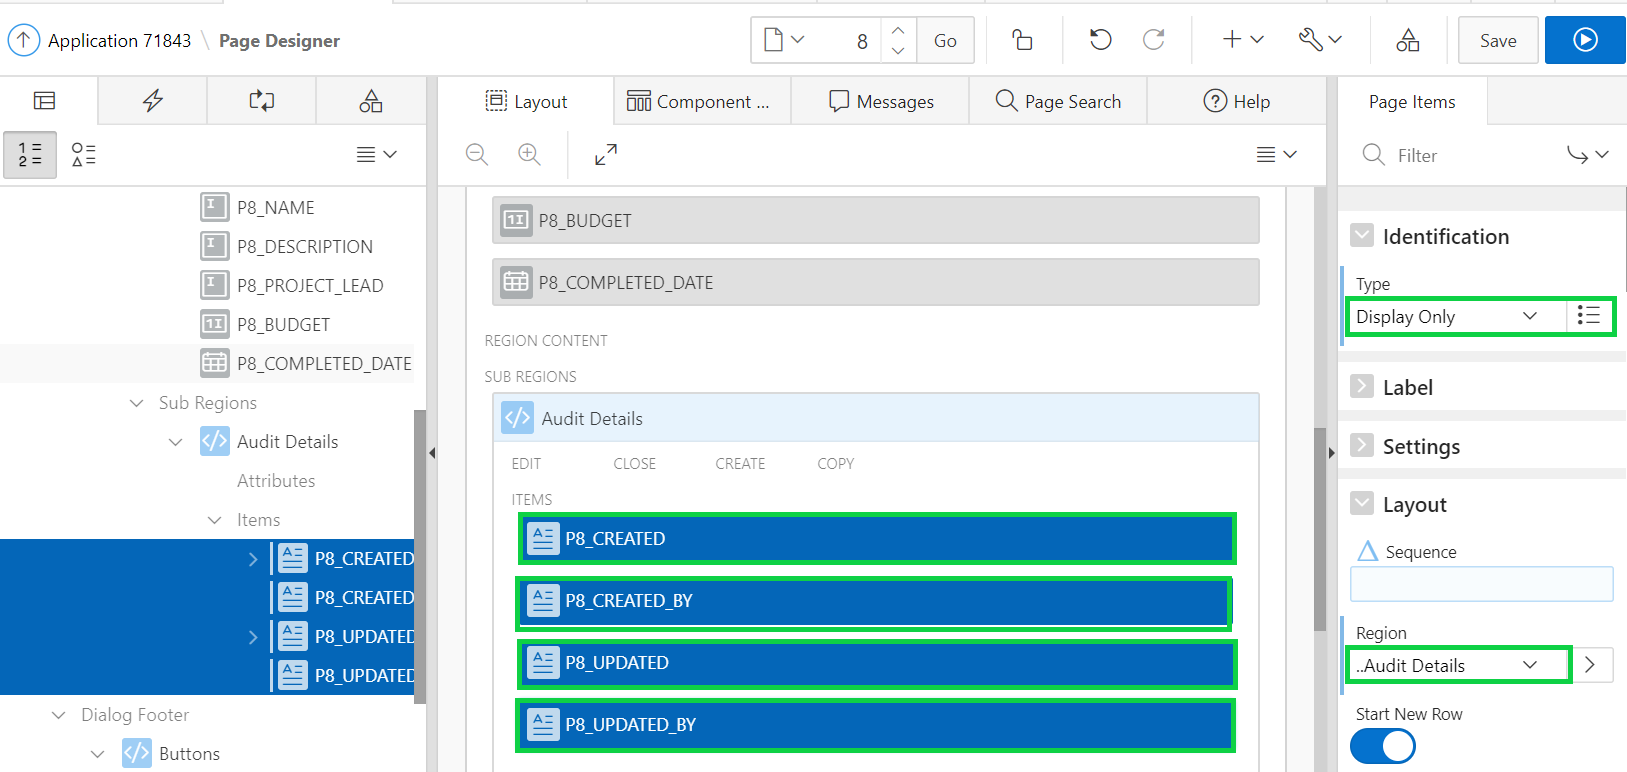 Application 71843 \ Page Designer
8
Go
Save
Layout
Component ...
Messages
Page Search
Help
Page Items
Filter
P8_NAME
P8_DESCRIPTION
P8_PROJECT_LEAD
P8_BUDGET
P8_COMPLETED_DATE
Sub Regions
Audit Details
Attributes
Items
P8_CREATED
P8_CREATED
P8_UPDATED
P8_UPDATED
Dialog Footer
Buttons
P8_BUDGET
P8_COMPLETED_DATE
REGION CONTENT
SUB REGIONS
Audit Details
EDIT CLOSE CREATE COPY
ITEMS
P8_CREATED
P8_CREATED_BY
P8_UPDATED
P8_UPDATED_BY
Identification
Type
Display Only
Label
Settings
Layout
Sequence
Region
..Audit Details
Start New Row